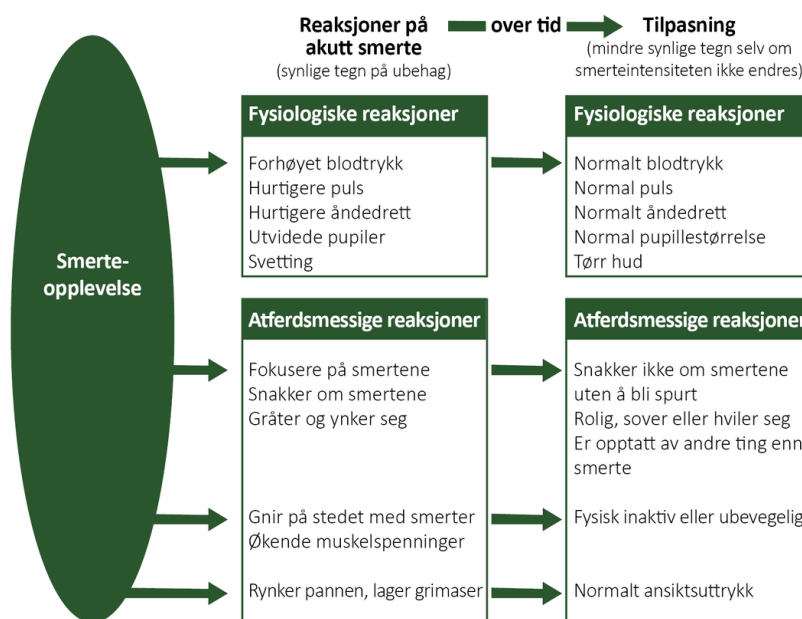 Reaksjoner på
akutt smerte
(synlige tegn på ubehag)
over tid
Tilpasning
(mindre synlige tegn selv om
smerteintensiteten ikke endres)
Smerte-
opplevelse
Fysiologiske reaksjoner
Forhøyet blodtrykk
Hurtigere puls
Hurtigere åndedrett
Utvidede pupiler
Svetting
Fysiologiske reaksjoner
Normalt blodtrykk
Normal puls
Normalt åndedrett
Normal pupillestørrelse
Tørr hud
Atferdsmessige reaksjoner
Fokusere på smertene
Snakker om smertene
Gråter og ynker seg
Gnir på stedet med smerter
Økende muskelspenninger
Rynker pannen, lager grimaser
Atferdsmessige reaksjoner
Snakker ikke om smertene
uten å bli spurt
Rolig, sover eller hviler seg
Er opptatt av andre ting enn
smerte
Fysisk inaktiv eller ubevegelig
Normalt ansiktsuttrykk